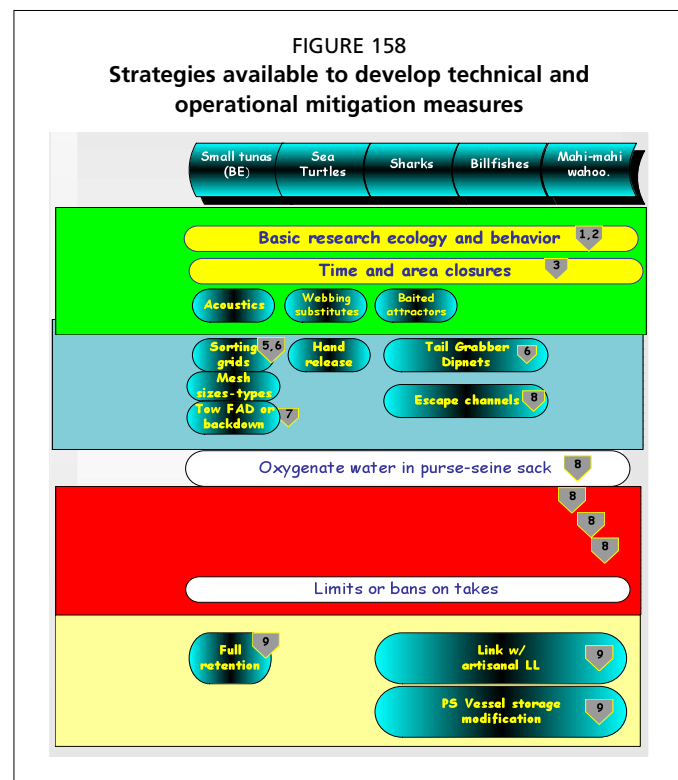 FIGURE 158
Strategies available to develop technical and
operational mitigation measures
Small tunas
(BE)
Sea
Turtles
Sharks
Billfishes
Mahi-mahi
wahoo.
Basic research ecology and behavior
1,2
Time and area closures
3
Acoustics
Webbing
substitutes
Baited
attractors
Sorting
grids
5,6
Hand
release
Tail Grabber
Dipnets
6
Mesh
sizes-types
Tow FAD or
backdown
7
Escape channels
8
Oxygenate water in purse-seine sack
8
8
8
8
Limits or bans on takes
Full
retention
9
Link w/
artisanal LL
9
PS Vessel storage
modification
9